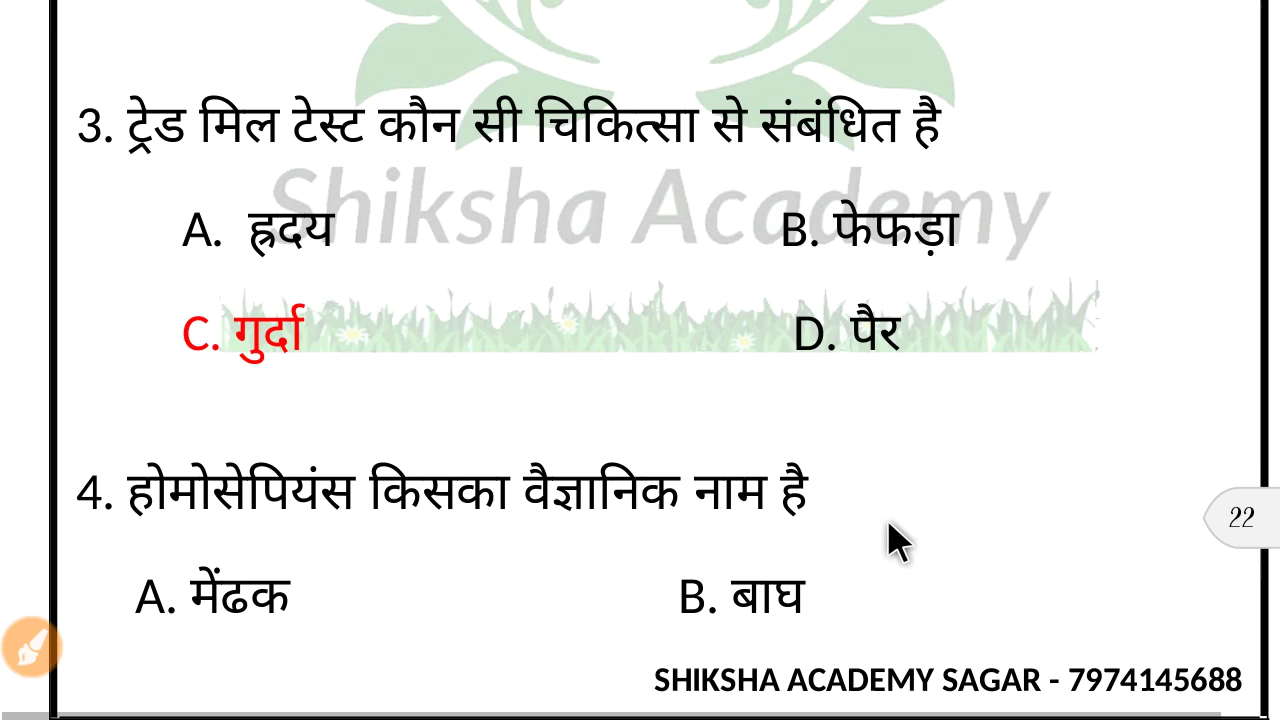 Shiksha Academy
3. ट्रेड मिल टेस्ट कौन सी चिकित्सा से संबंधित है
A. ह्रदय B. फेफड़ा
C. गुर्दा D. पैर
4. होमोसेपियंस किसका वैज्ञानिक नाम है
22
A. मेंढक B. बाघ
SHIKSHA ACADEMY SAGAR - 7974145688